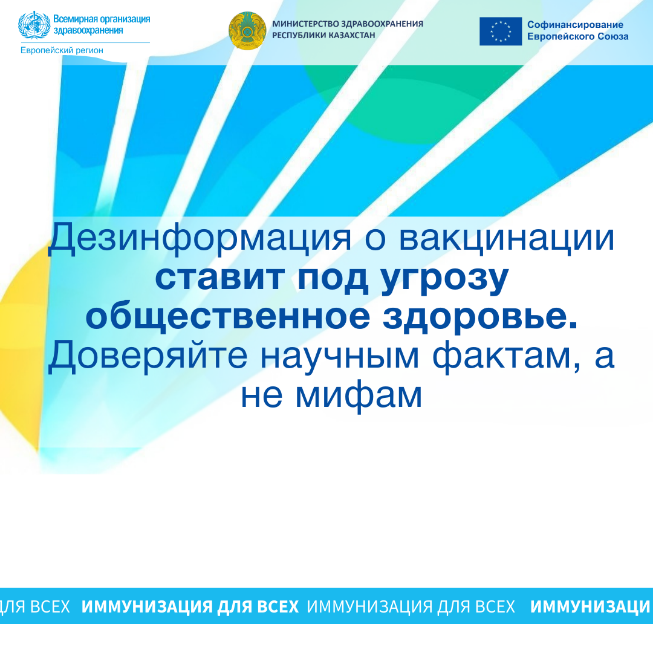 Всемирная организация
здравоохранения
Европейский регион
МИНИСТЕРСТВО ЗДРАВООХРАНЕНИЯ
РЕСПУБЛИКИ КАЗАХСТАН
Софинансирование
Европейского Союза
Дезинформация о вакцинации
ставит под угрозу
общественное здоровье.
Доверяйте научным фактам, а
не мифам
ДЛЯ ВСЕХ ИММУНИЗАЦИЯ ДЛЯ ВСЕХ ИММУНИЗАЦИЯ ДЛЯ ВСЕХ ИММУНИЗАЦИ